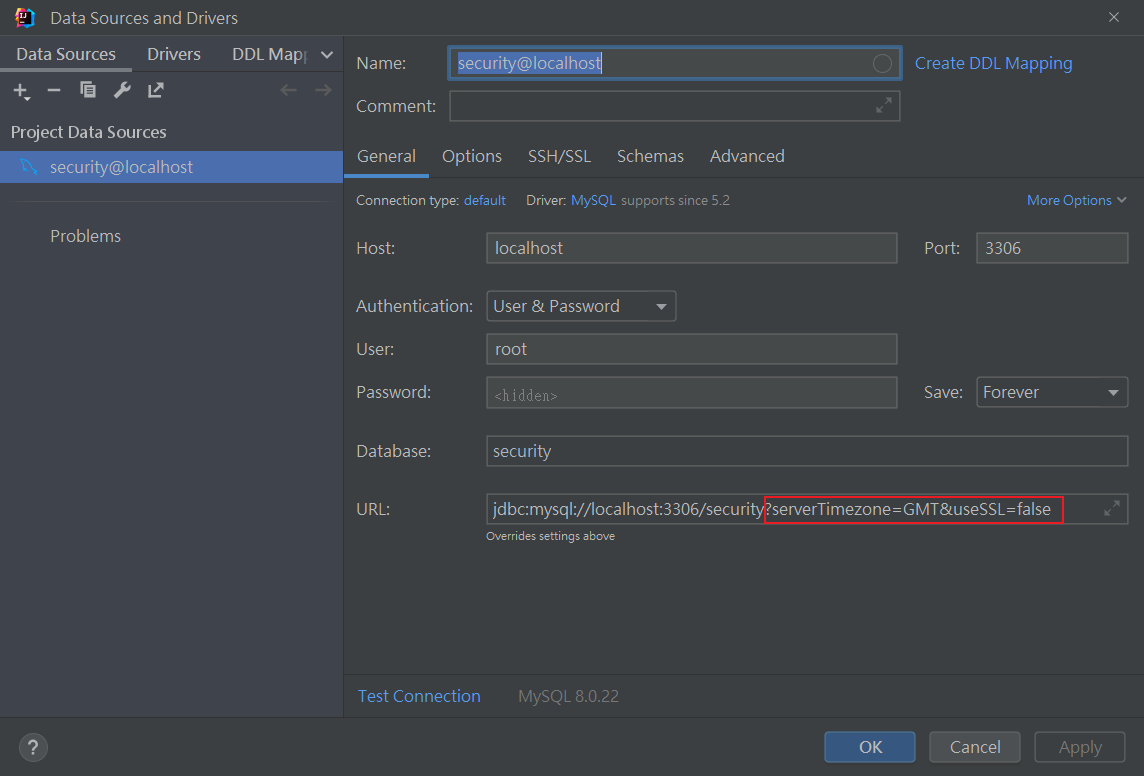 Data Sources and Drivers
Data Sources Drivers DDL Map
Project Data Sources
security@localhost
Problems
Name: security@localhost Create DDL Mapping
Comment:
General Options SSH/SSL Schemas Advanced
Connection type: default Driver: MySQL supports since 5.2 More Options
Host: localhost Port: 3306
Authentication: User & Password
User: root
Password: <hidden> Save: Forever
Database: security
URL: jdbc:mysql://localhost:3306/security?serverTimezone=GMT&useSSL=false
Overrides settings above
Test Connection MySQL 8.0.22
? OK Cancel Apply